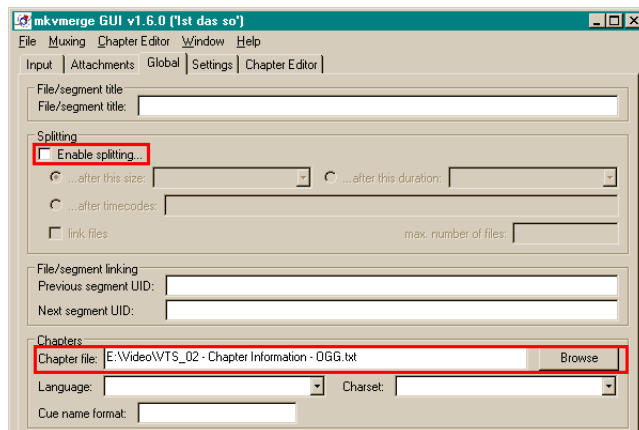 mkvmerge GUI v1.6.0 ('Ist das so')
File Muxing Chapter Editor Window Help
Input Attachments Global Settings Chapter Editor
File/segment title
File/segment title:
Splitting
Enable splitting...
...after this size: ...after this duration:
...after timecodes:
link files max. number of files:
File/segment linking
Previous segment UID:
Next segment UID:
Chapters
Chapter file: E:\Video\VTS_02 - Chapter Information - OGG.txt Browse
Language: Charset:
Cue name format: